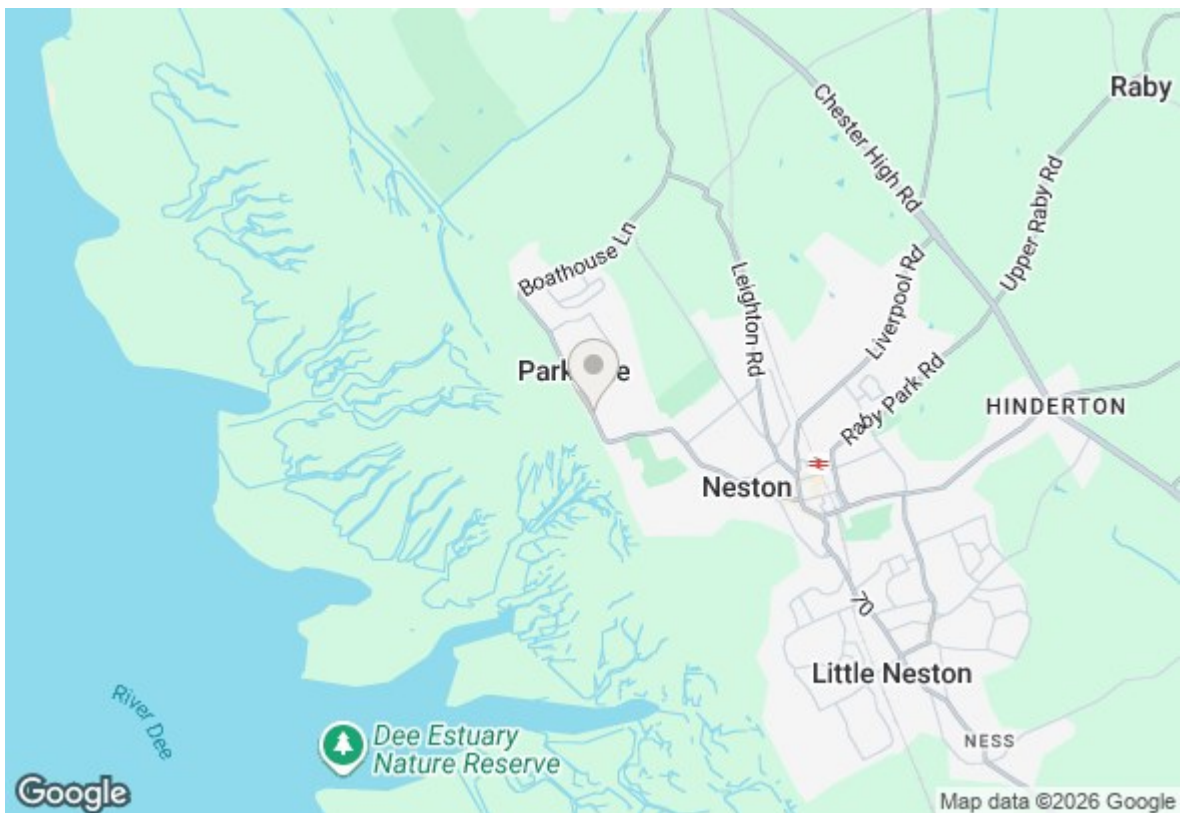 Raby
Chester High Rd
Upper Raby Rd
Boathouse Ln
Leighton Rd
Liverpool Rd
Raby Park Rd
HINDERTON
Neston
70
Little Neston
NESS
River Dee
Dee Estuary
Nature Reserve
Google
Map data ©2026 Google